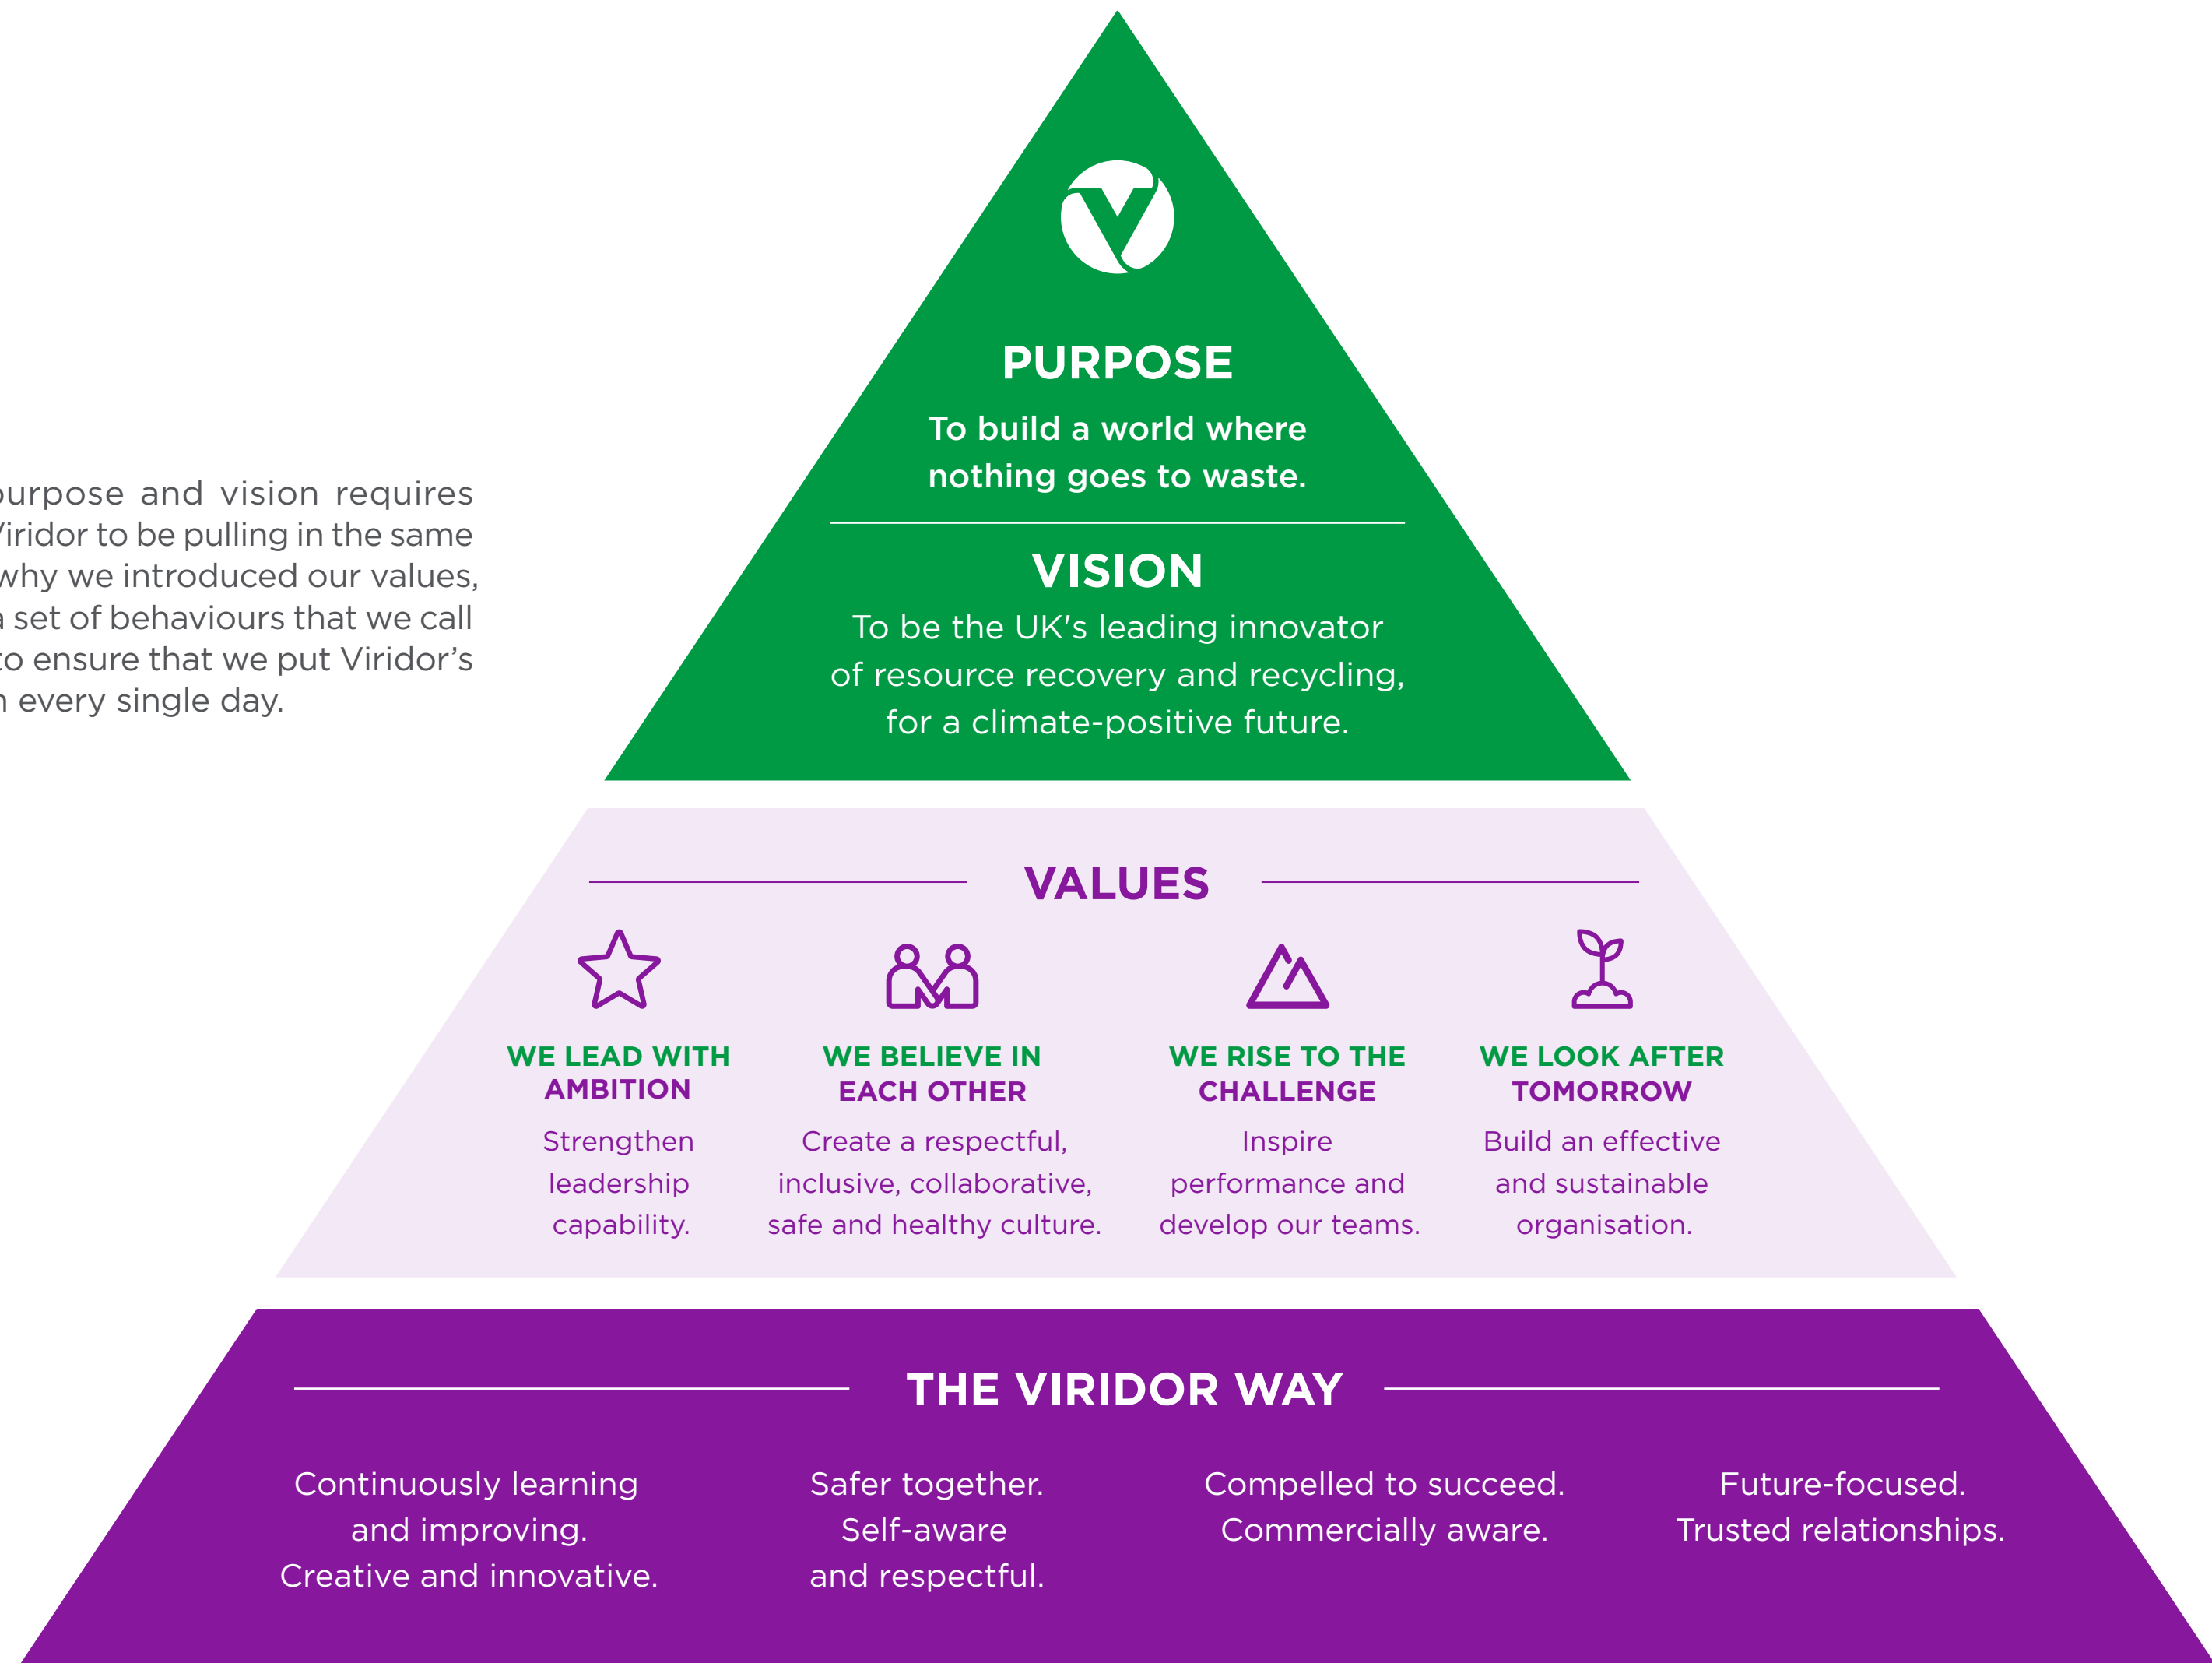 purpose and vision requires
Viridor to be pulling in the same
why we introduced our values,
a set of behaviours that we call
to ensure that we put Viridor’s
every single day.
PURPOSE
To build a world where
nothing goes to waste.
VISION
To be the UK's leading innovator
of resource recovery and recycling,
for a climate-positive future.
VALUES
WE LEAD WITH
AMBITION
Strengthen
leadership
capability.
WE BELIEVE IN
EACH OTHER
Create a respectful,
inclusive, collaborative,
safe and healthy culture.
WE RISE TO THE
CHALLENGE
Inspire
performance and
develop our teams.
WE LOOK AFTER
TOMORROW
Build an effective
and sustainable
organisation.
THE VIRIDOR WAY
Continuously learning
and improving.
Creative and innovative.
Safer together.
Self-aware
and respectful.
Compelled to succeed.
Commercially aware.
Future-focused.
Trusted relationships.